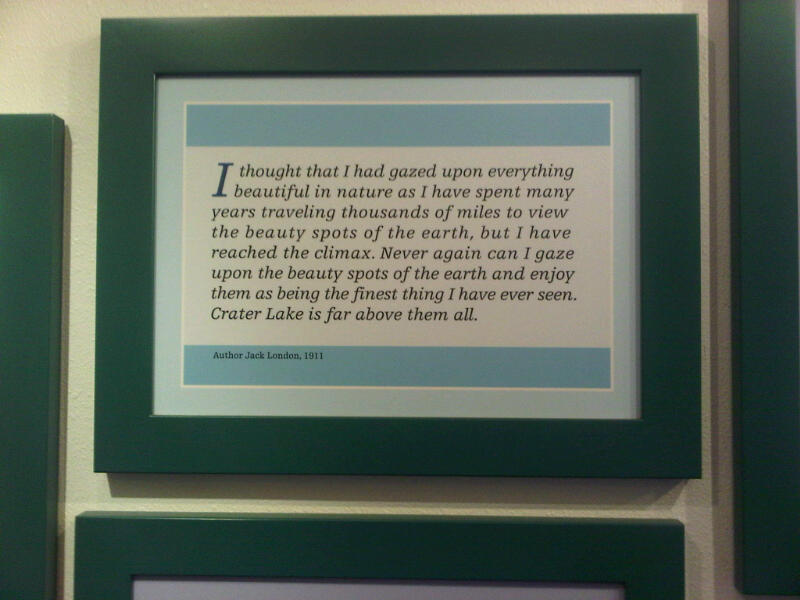 I thought that I had gazed upon everything
beautiful in nature as I have spent many
years traveling thousands of miles to view
the beauty spots of the earth, but I have
reached the climax. Never again can I gaze
upon the beauty spots of the earth and enjoy
them as being the finest thing I have ever seen.
Crater Lake is far above them all.
Author Jack London, 1911